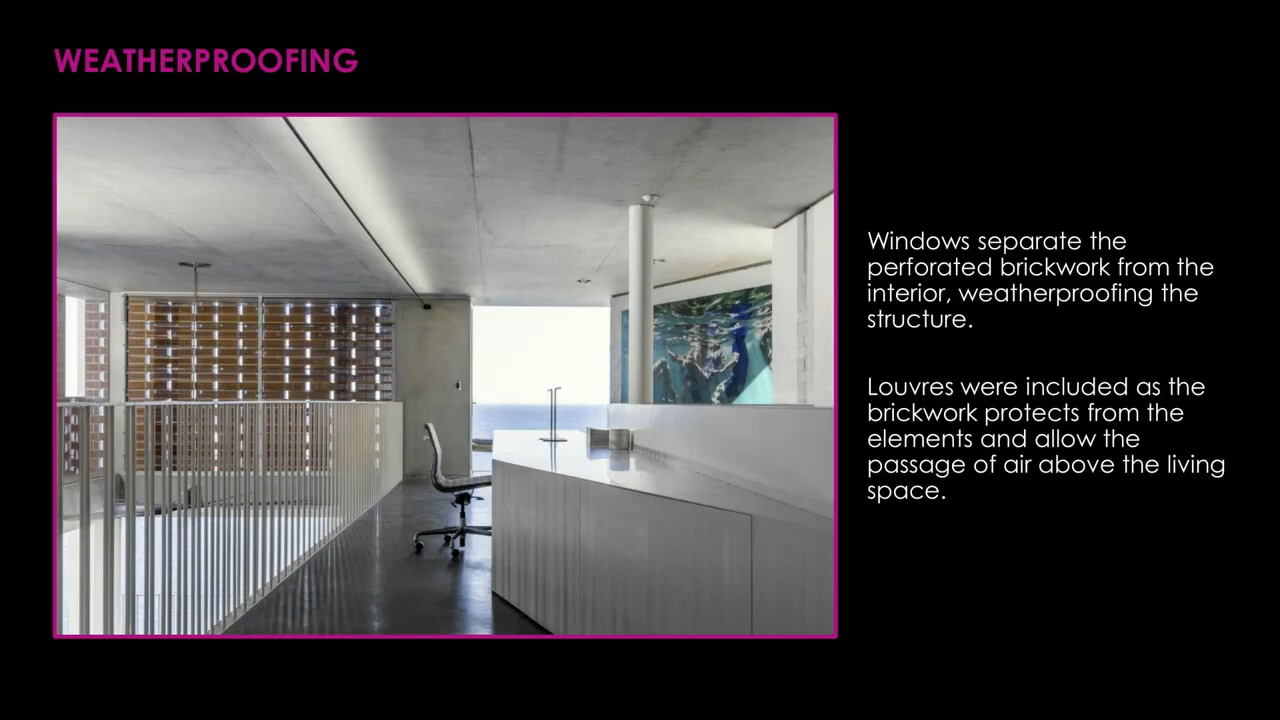 WEATHERPROOFING
Windows separate the
perforated brickwork from the
interior, weatherproofing the
structure.
Louvres were included as the
brickwork protects from the
elements and allow the
passage of air above the living
space.